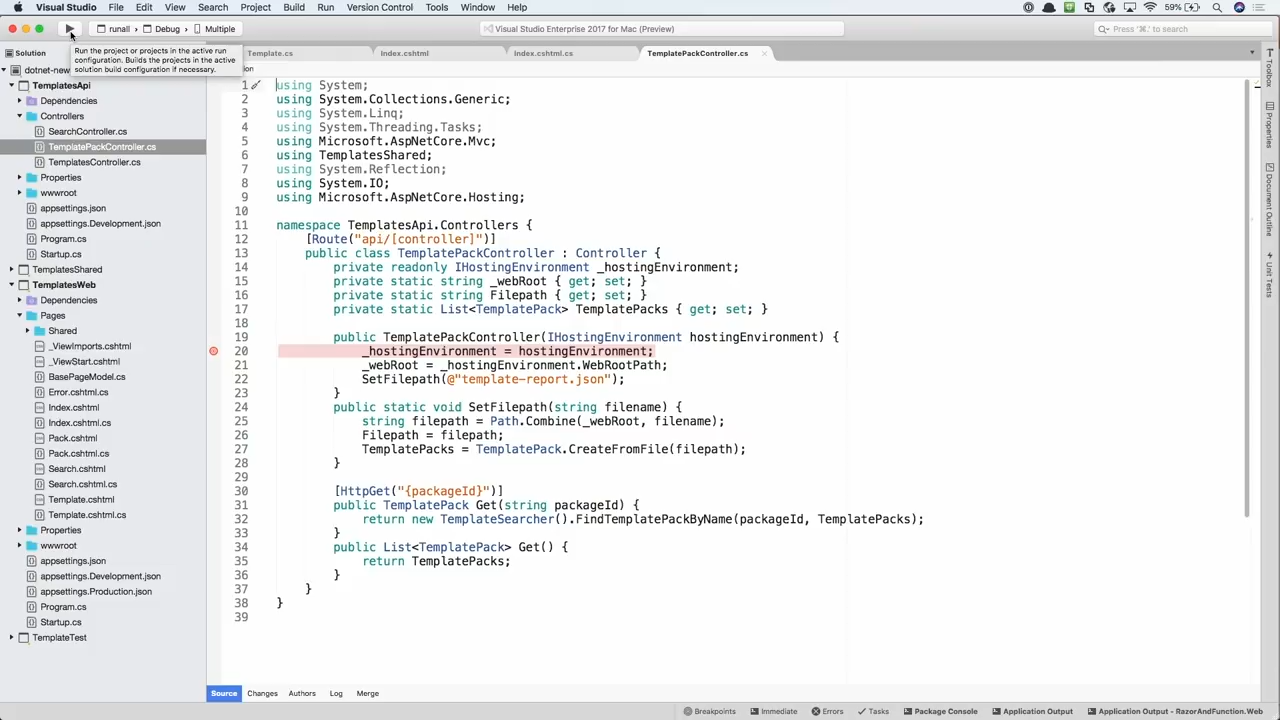 Visual Studio File Edit View Search Project Build Run Version Control Tools Window Help 59%
runall › Debug › Multiple
Visual Studio Enterprise 2017 for Mac (Preview)
Press '⌘.' to search
Run the project or projects in the active run
configuration. Builds the projects in the active
solution build configuration if necessary.
Solution
Template.cs
Index.cshtml
Index.cshtml.cs
TemplatePackController.cs
dotnet-new
TemplatesApi
Dependencies
Controllers
SearchController.cs
TemplatePackController.cs
TemplatesController.cs
Properties
wwwroot
appsettings.json
appsettings.Development.json
Program.cs
Startup.cs
TemplatesShared
TemplatesWeb
Dependencies
Pages
Shared
_ViewImports.cshtml
_ViewStart.cshtml
BasePageModel.cs
Error.cshtml.cs
Index.cshtml
Index.cshtml.cs
Pack.cshtml
Pack.cshtml.cs
Search.cshtml
Search.cshtml.cs
Template.cshtml
Template.cshtml.cs
Properties
wwwroot
appsettings.json
appsettings.Development.json
appsettings.Production.json
Program.cs
Startup.cs
TemplateTest
1 using System;
2 using System.Collections.Generic;
3 using System.Linq;
4 using System.Threading.Tasks;
5 using Microsoft.AspNetCore.Mvc;
6 using TemplatesShared;
7 using System.Reflection;
8 using System.IO;
9 using Microsoft.AspNetCore.Hosting;
10
11 namespace TemplatesApi.Controllers {
12 [Route("api/[controller]")]
13 public class TemplatePackController : Controller {
14 private readonly IHostingEnvironment _hostingEnvironment;
15 private static string _webRoot { get; set; }
16 private static string Filepath { get; set; }
17 private static List<TemplatePack> TemplatePacks { get; set; }
18
19 public TemplatePackController(IHostingEnvironment hostingEnvironment) {
20 _hostingEnvironment = hostingEnvironment;
21 _webRoot = _hostingEnvironment.WebRootPath;
22 SetFilepath(@"template-report.json");
23 }
24 public static void SetFilepath(string filename) {
25 string filepath = Path.Combine(_webRoot, filename);
26 Filepath = filepath;
27 TemplatePacks = TemplatePack.CreateFromFile(filepath);
28 }
29
30 [HttpGet("{packageId}")]
31 public TemplatePack Get(string packageId) {
32 return new TemplateSearcher().FindTemplatePackByName(packageId, TemplatePacks);
33 }
34 public List<TemplatePack> Get() {
35 return TemplatePacks;
36 }
37 }
38 }
39
Toolbox
Properties
Document Outline
Unit Tests
Source Changes Authors Log Merge
Breakpoints Immediate Errors Tasks Package Console Application Output Application Output - RazorAndFunction.Web